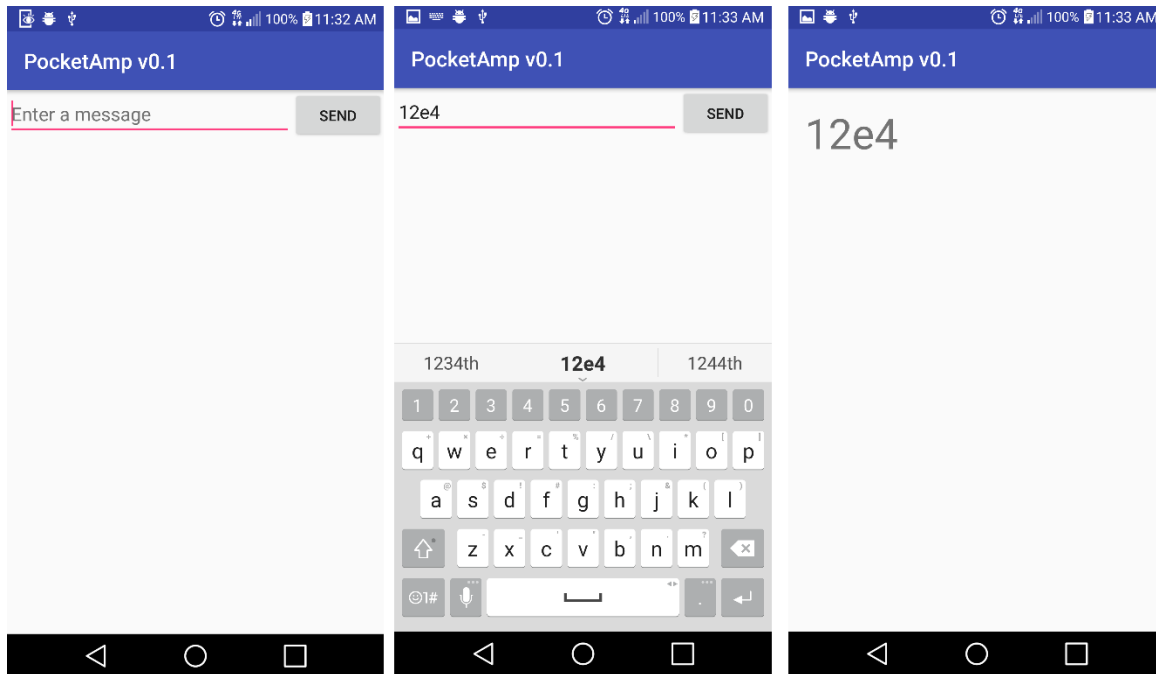 100% 11:32 AM
PocketAmp v0.1
Enter a message
SEND
100% 11:33 AM
PocketAmp v0.1
12e4
SEND
1234th 12e4 1244th
1 2 3 4 5 6 7 8 9 0
q w e r t y u i o p
a s d f g h j k l
z x c v b n m
1#
.
100% 11:33 AM
PocketAmp v0.1
12e4